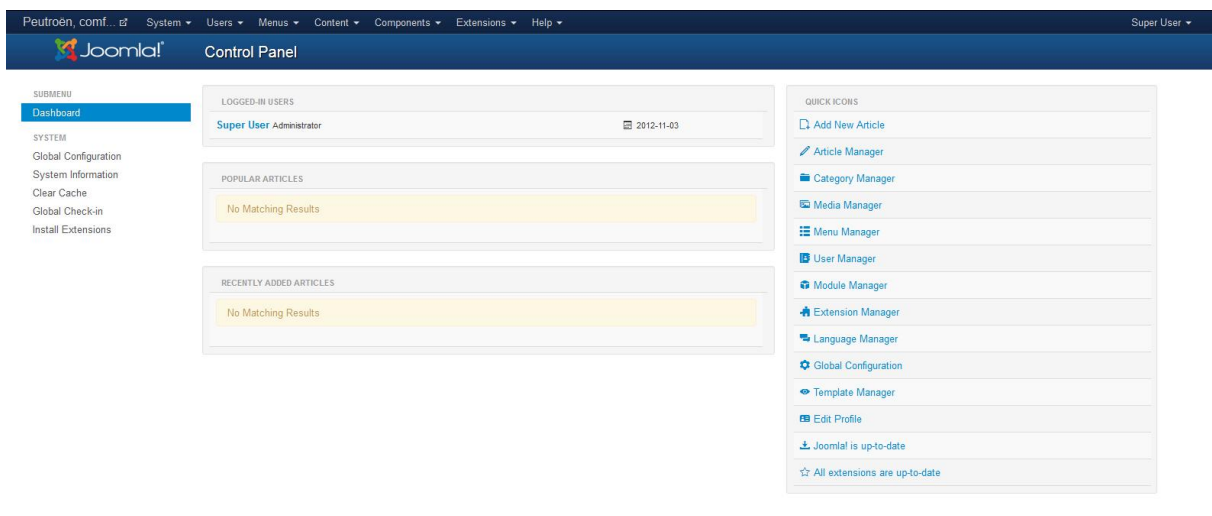 Peutroën, comf... System Users Menus Content Components Extensions Help Super User
Joomla!® Control Panel
SUBMENU
Dashboard
SYSTEM
Global Configuration
System Information
Clear Cache
Global Check-in
Install Extensions
LOGGED-IN USERS
Super User Administrator 2012-11-03
POPULAR ARTICLES
No Matching Results
RECENTLY ADDED ARTICLES
No Matching Results
QUICK ICONS
Add New Article
Article Manager
Category Manager
Media Manager
Menu Manager
User Manager
Module Manager
Extension Manager
Language Manager
Global Configuration
Template Manager
Edit Profile
Joomla! is up-to-date
All extensions are up-to-date